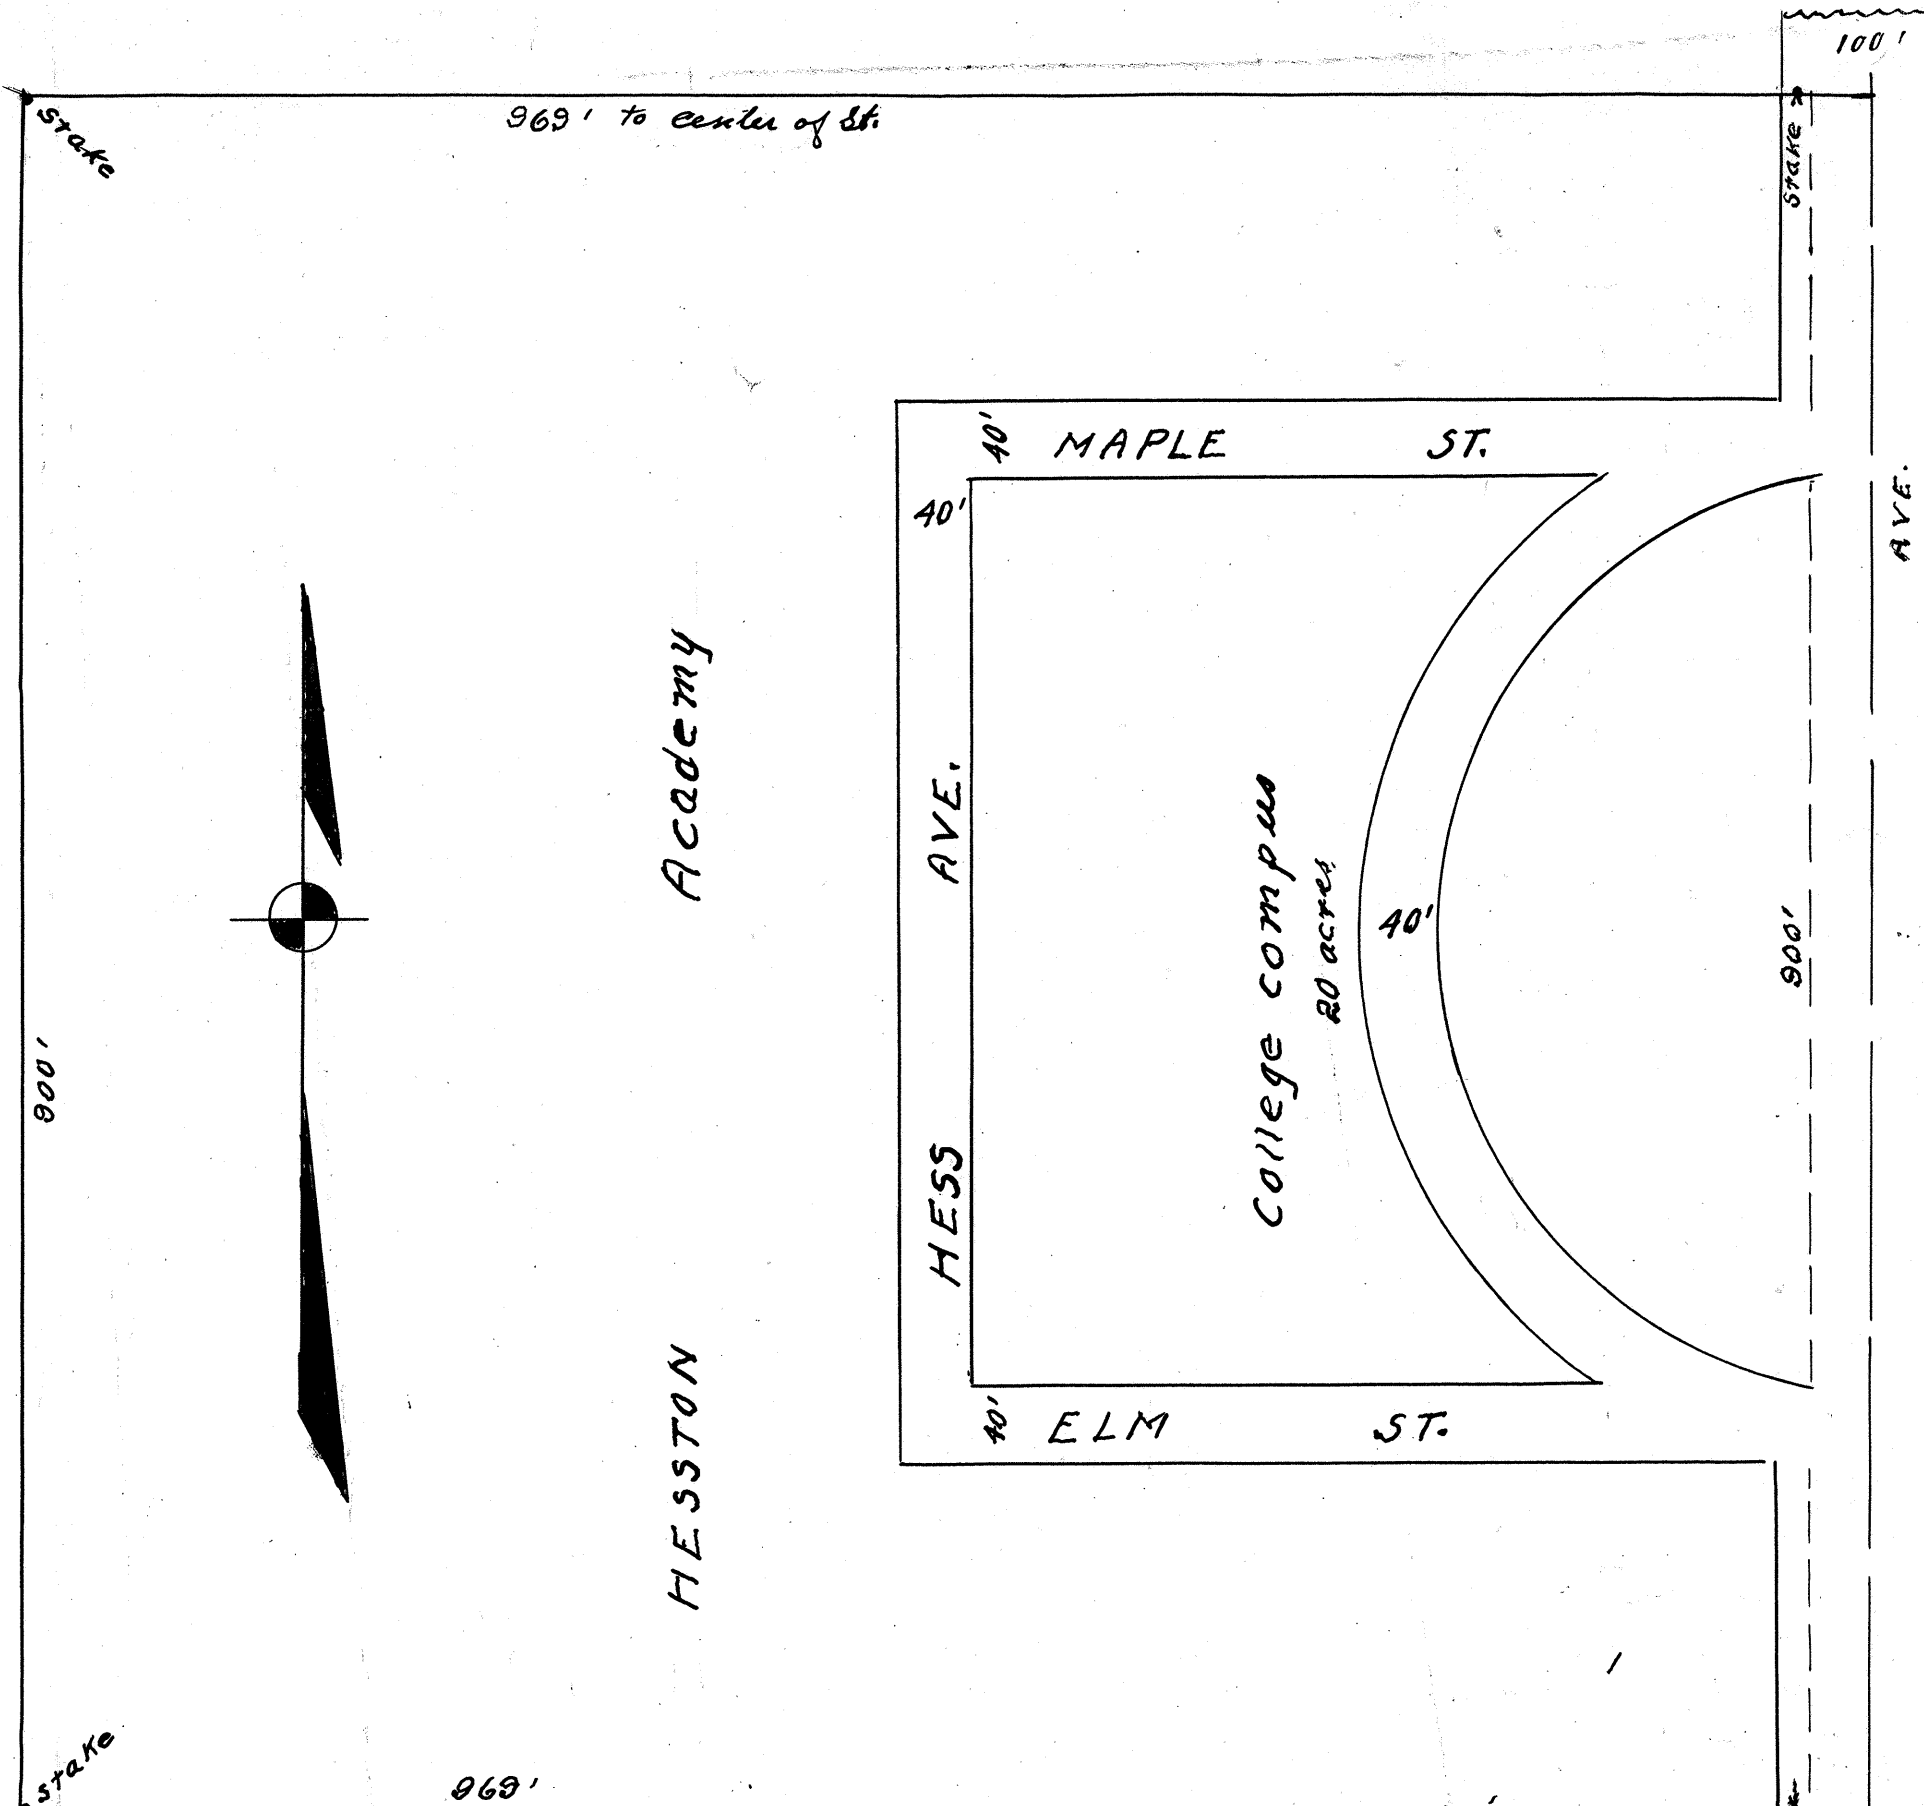 100'
969' to center of St.
stake
stake
40'
MAPLE ST.
40'
AVE.
HESSTON Academy
HESS AVE.
College compus
20 acres
40'
900'
900'
40'
ELM ST.
stake
969'